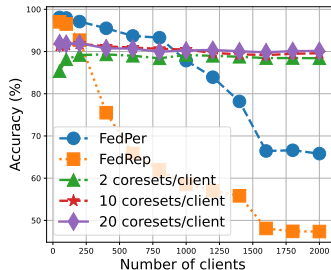 100
90
80
70
60
50
Accuracy (%)
FedPer
FedRep
2 coresets/client
10 coresets/client
20 coresets/client
0 250 500 750 1000 1250 1500 1750 2000
Number of clients